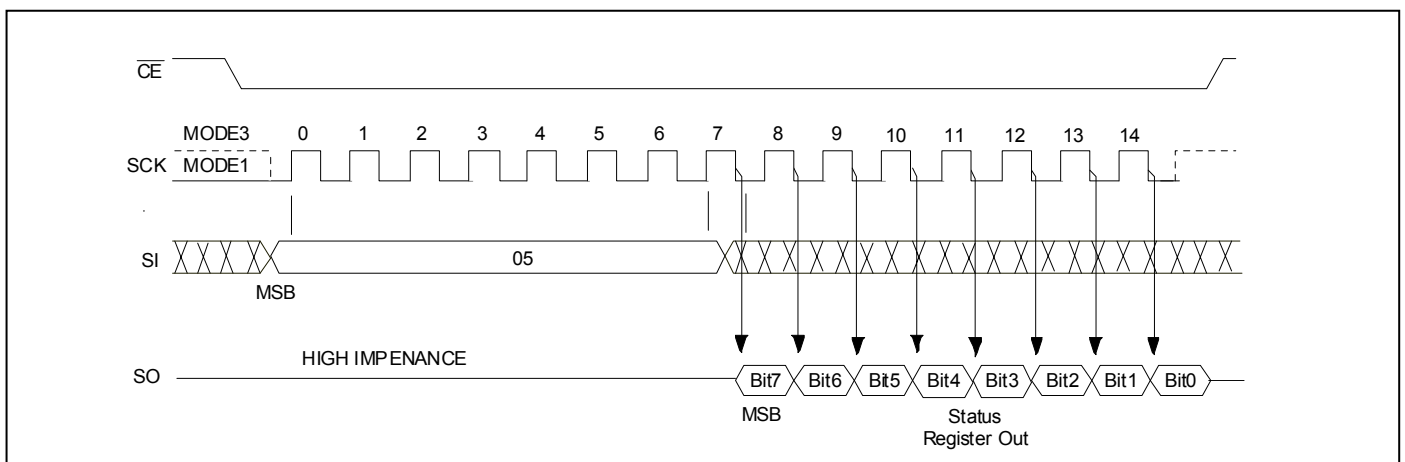 CE
MODE3 0 1 2 3 4 5 6 7 8 9 10 11 12 13 14
SCK MODE1
SI 05
MSB
HIGH IMPENANCE
SO Bit7 Bit6 Bit5 Bit4 Bit3 Bit2 Bit1 Bit0
MSB Status
Register Out